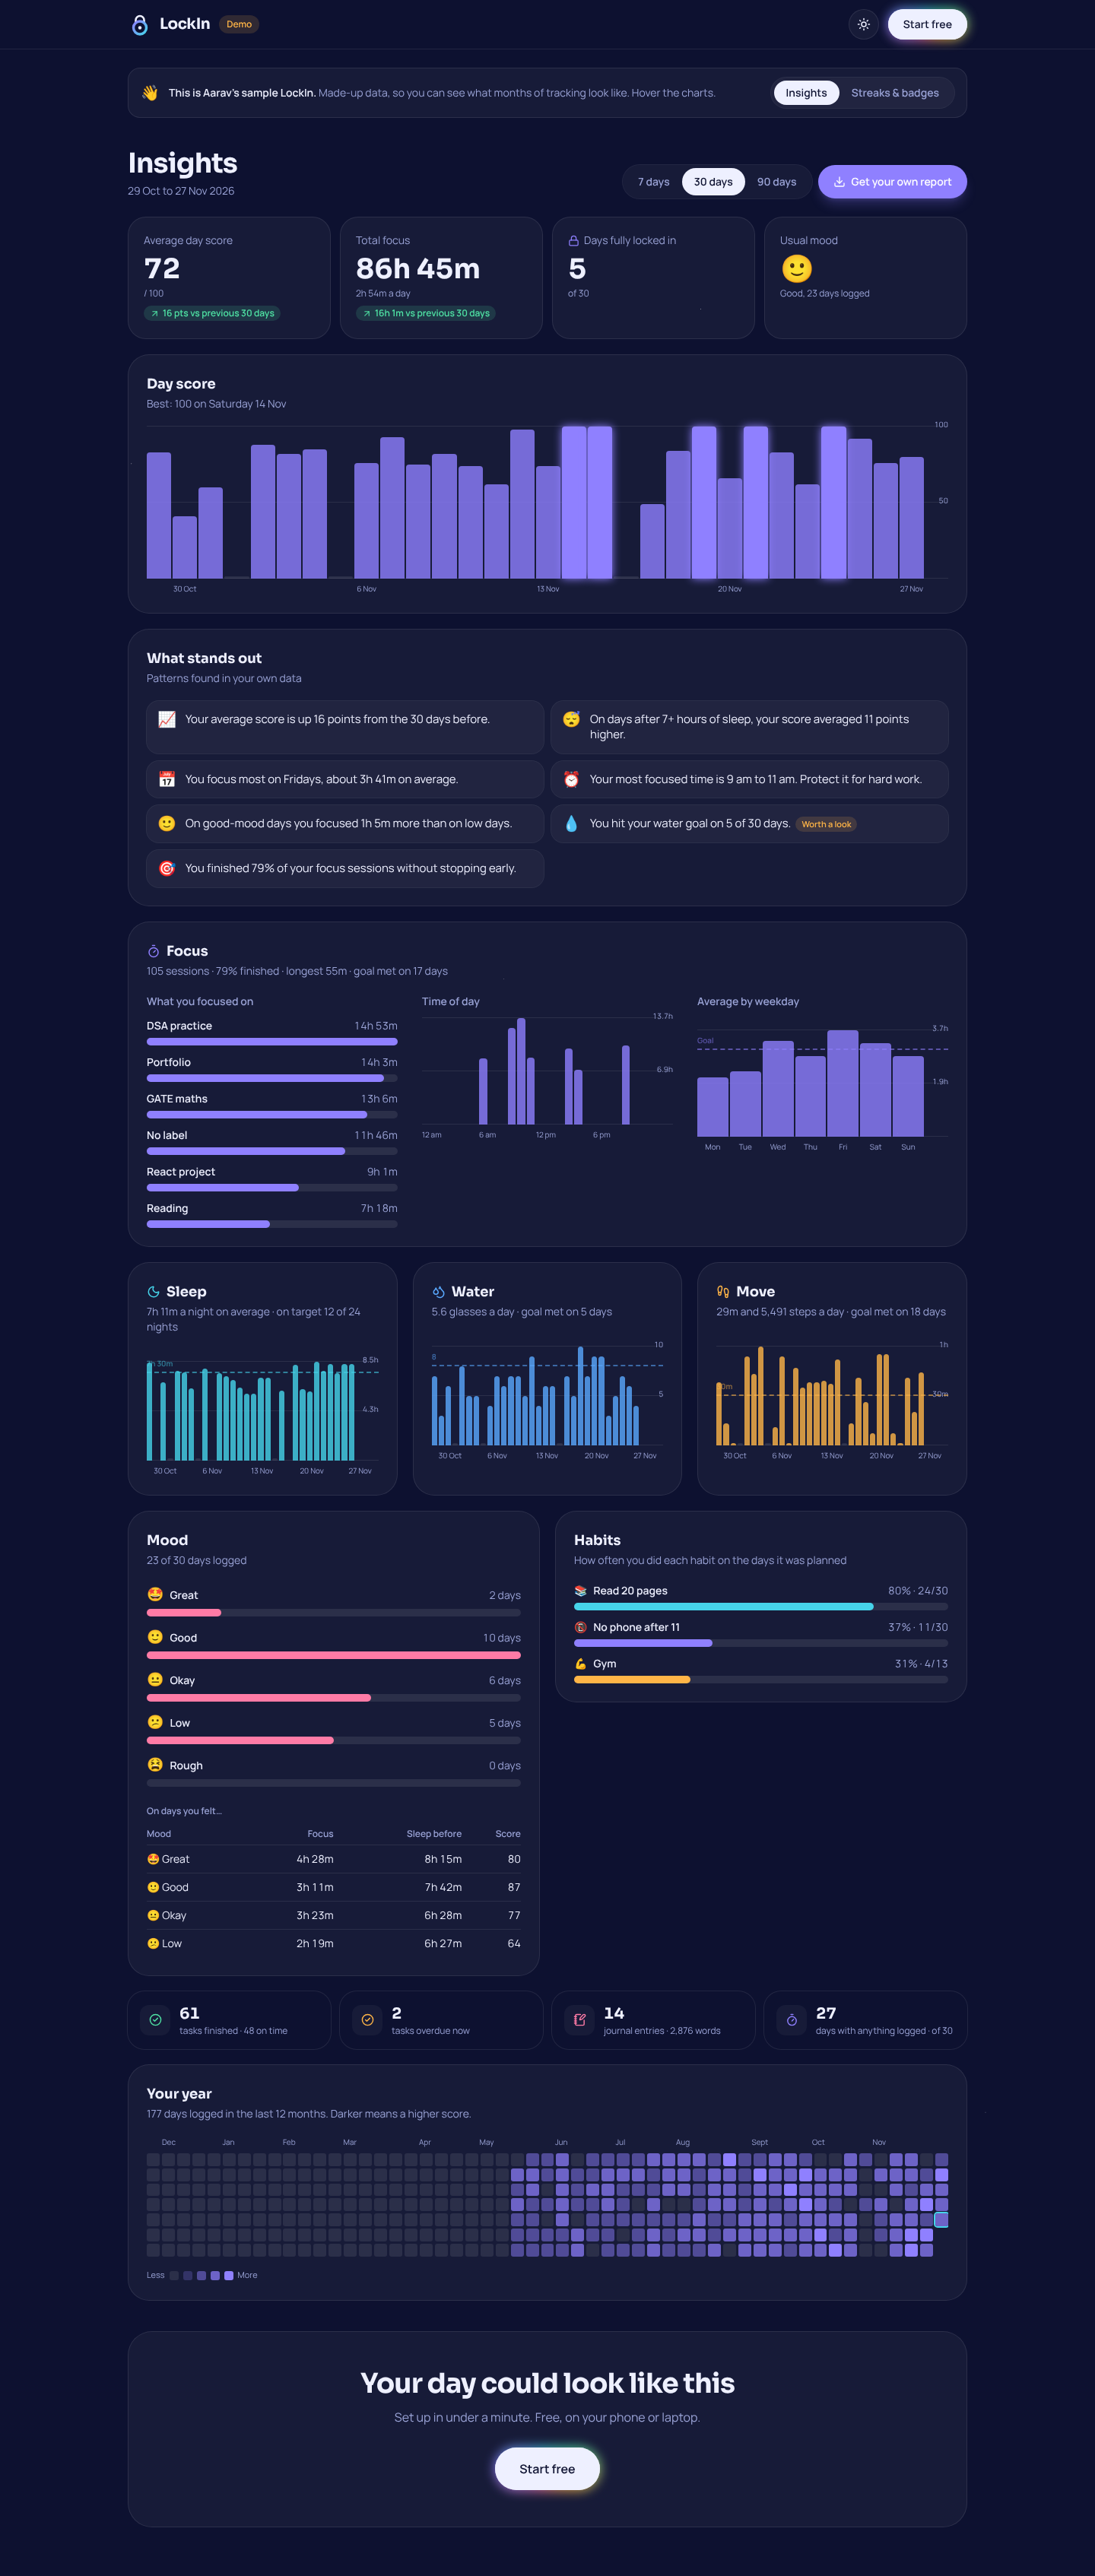 LockIn Demo
Start free
👋 This is Aarav's sample LockIn. Made-up data, so you can see what months of tracking look like. Hover the charts.
Insights Streaks & badges
Insights
29 Oct to 27 Nov 2026
7 days 30 days 90 days Get your own report
Average day score
72
/ 100
16 pts vs previous 30 days
Total focus
86h 45m
2h 54m a day
16h 1m vs previous 30 days
Days fully locked in
5
of 30
Usual mood
🙂
Good, 23 days logged
Day score
Best: 100 on Saturday 14 Nov
100
50
30 Oct 6 Nov 13 Nov 20 Nov 27 Nov
What stands out
Patterns found in your own data
📈 Your average score is up 16 points from the 30 days before.
😴 On days after 7+ hours of sleep, your score averaged 11 points
higher.
📅 You focus most on Fridays, about 3h 41m on average.
⏰ Your most focused time is 9 am to 11 am. Protect it for hard work.
🙂 On good-mood days you focused 1h 5m more than on low days.
💧 You hit your water goal on 5 of 30 days. Worth a look
🎯 You finished 79% of your focus sessions without stopping early.
Focus
105 sessions · 79% finished · longest 55m · goal met on 17 days
What you focused on
DSA practice 14h 53m
Portfolio 14h 3m
GATE maths 13h 6m
No label 11h 46m
React project 9h 1m
Reading 7h 18m
Time of day
13.7h
6.9h
12 am 6 am 12 pm 6 pm
Average by weekday
3.7h
Goal
1.9h
Mon Tue Wed Thu Fri Sat Sun
Sleep
7h 11m a night on average · on target 12 of 24
nights
8.5h
30m
4.3h
30 Oct 6 Nov 13 Nov 20 Nov 27 Nov
Water
5.6 glasses a day · goal met on 5 days
10
8
5
30 Oct 6 Nov 13 Nov 20 Nov 27 Nov
Move
29m and 5,491 steps a day · goal met on 18 days
1h
30m
30 Oct 6 Nov 13 Nov 20 Nov 27 Nov
Mood
23 of 30 days logged
🤩 Great 2 days
🙂 Good 10 days
😐 Okay 6 days
😕 Low 5 days
😫 Rough 0 days
On days you felt…
Mood Focus Sleep before Score
🤩 Great 4h 28m 8h 15m 80
🙂 Good 3h 11m 7h 42m 87
😐 Okay 3h 23m 6h 28m 77
😕 Low 2h 19m 6h 27m 64
Habits
How often you did each habit on the days it was planned
📚 Read 20 pages 80% · 24/30
📵 No phone after 11 37% · 11/30
💪 Gym 31% · 4/13
61
tasks finished · 48 on time
2
tasks overdue now
14
journal entries · 2,876 words
27
days with anything logged · of 30
Your year
177 days logged in the last 12 months. Darker means a higher score.
Dec Jan Feb Mar Apr May Jun Jul Aug Sept Oct Nov
Less More
Your day could look like this
Set up in under a minute. Free, on your phone or laptop.
Start free